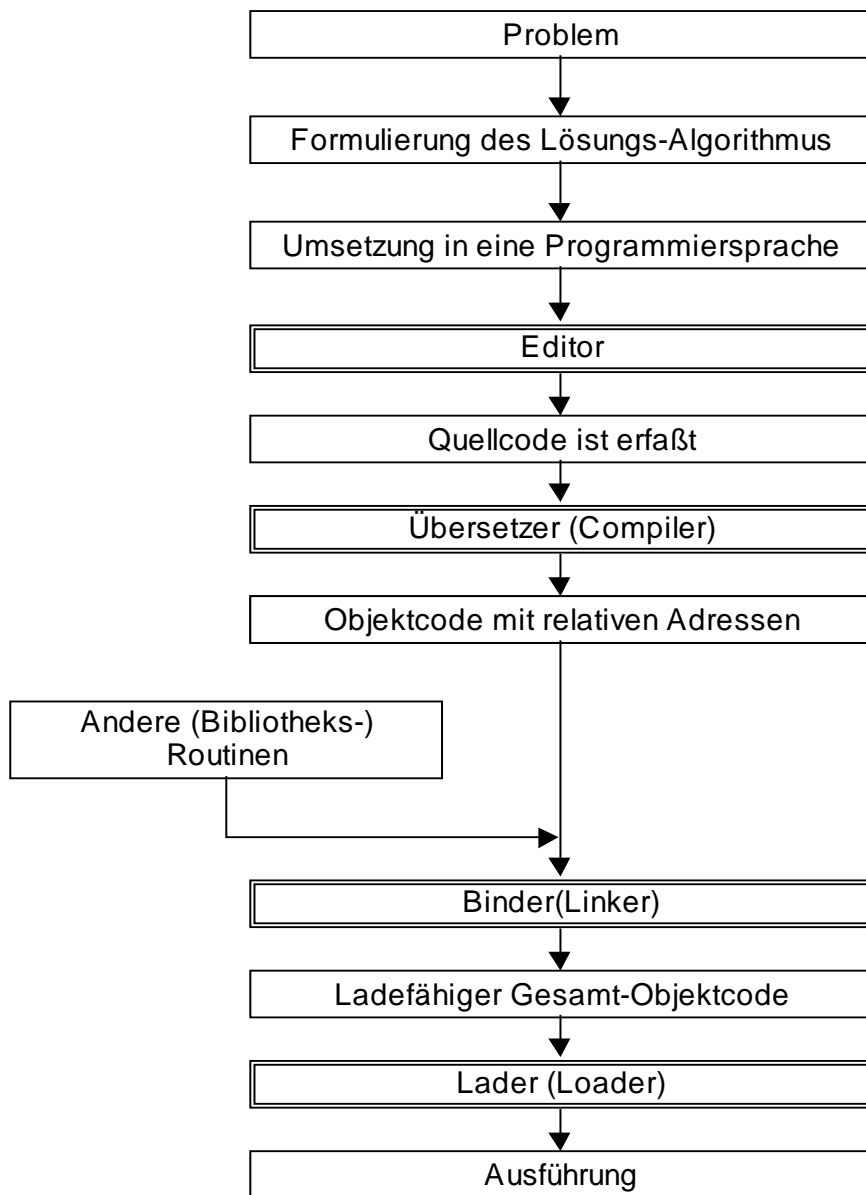 Problem
Formulierung des Lösungs-Algorithmus
Umsetzung in eine Programmiersprache
Editor
Quellcode ist erfaßt
Übersetzer (Compiler)
Objektcode mit relativen Adressen
Andere (Bibliotheks-)
Routinen
Binder(Linker)
Ladefähiger Gesamt-Objektcode
Lader (Loader)
Ausführung